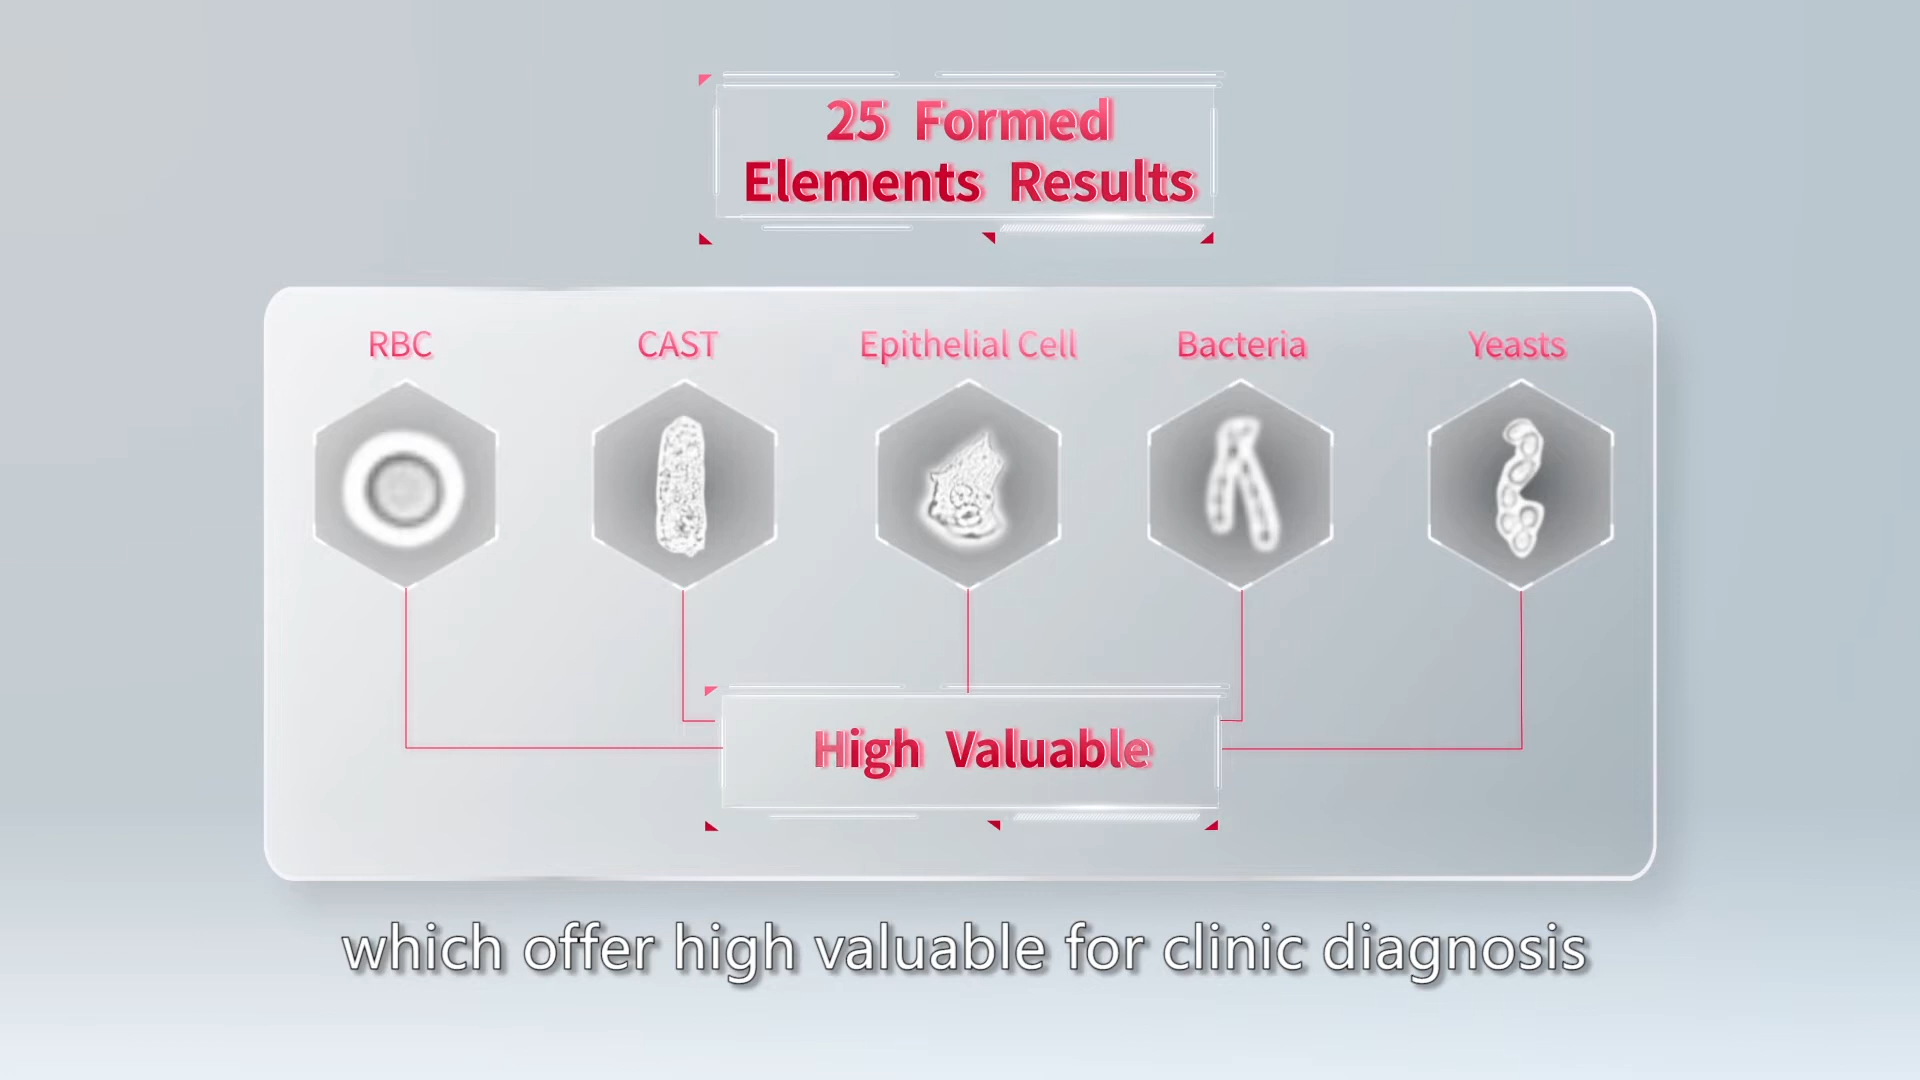 25 Formed
Elements Results
RBC
CAST
Epithelial Cell
Bacteria
Yeasts
High Valuable
which offer high valuable for clinic diagnosis